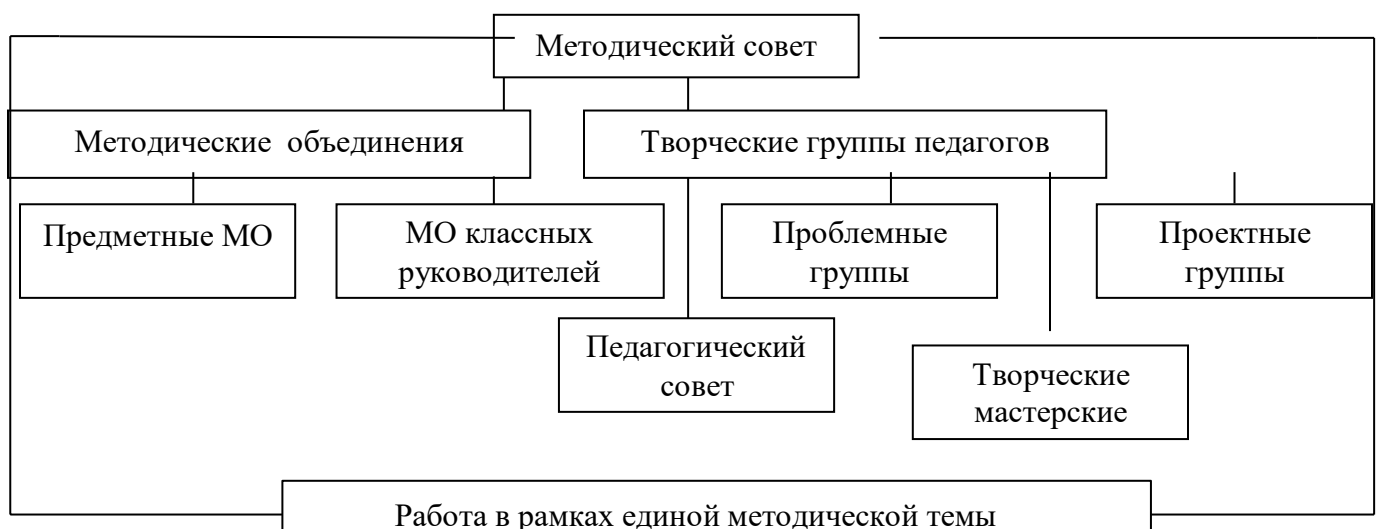 Методический совет
Методические объединения
Творческие группы педагогов
Предметные МО
МО классных
руководителей
Проблемные
группы
Проектные
группы
Педагогический
совет
Творческие
мастерские
Работа в рамках единой методической темы